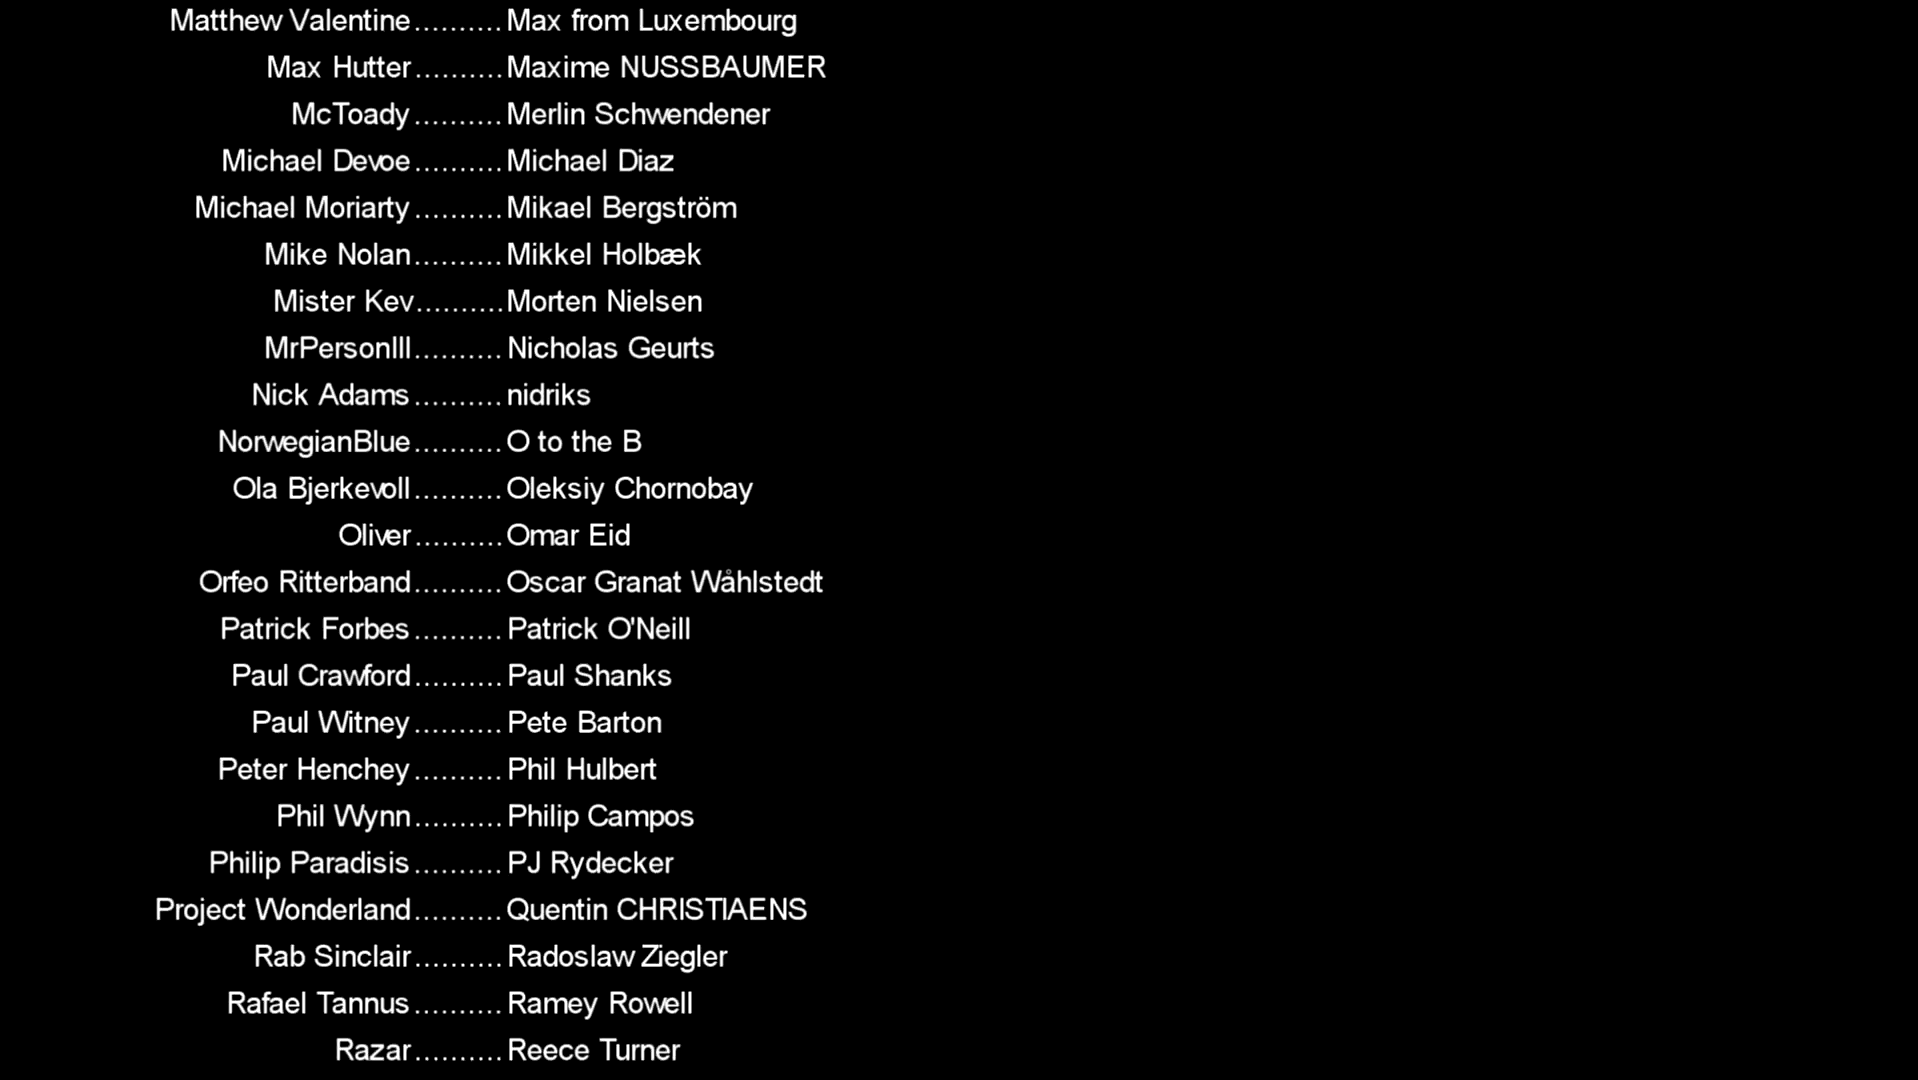 Matthew Valentine..........Max from Luxembourg
Max Hutter..........Maxime NUSSBAUMER
McToady..........Merlin Schwendener
Michael Devoe..........Michael Diaz
Michael Moriarty..........Mikael Bergström
Mike Nolan..........Mikkel Holbæk
Mister Kev..........Morten Nielsen
MrPersonIII..........Nicholas Geurts
Nick Adams..........nidriks
NorwegianBlue..........O to the B
Ola Bjerkevoll..........Oleksiy Chornobay
Oliver..........Omar Eid
Orfeo Ritterband..........Oscar Granat Wåhlstedt
Patrick Forbes..........Patrick O'Neill
Paul Crawford..........Paul Shanks
Paul Witney..........Pete Barton
Peter Henchey..........Phil Hulbert
Phil Wynn..........Philip Campos
Philip Paradisis..........PJ Rydecker
Project Wonderland..........Quentin CHRISTIAENS
Rab Sinclair..........Radoslaw Ziegler
Rafael Tannus..........Ramey Rowell
Razar..........Reece Turner